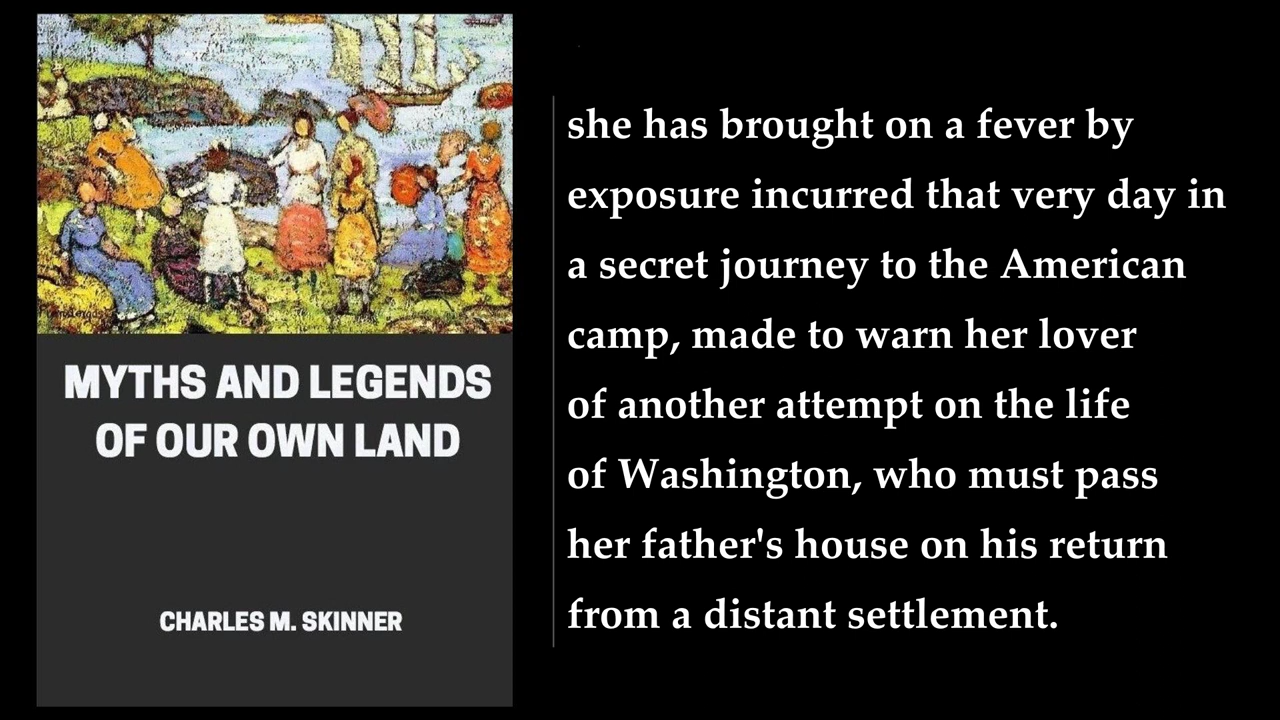 MYTHS AND LEGENDS
OF OUR OWN LAND
CHARLES M. SKINNER
she has brought on a fever by
exposure incurred that very day in
a secret journey to the American
camp, made to warn her lover
of another attempt on the life
of Washington, who must pass
her father's house on his return
from a distant settlement.